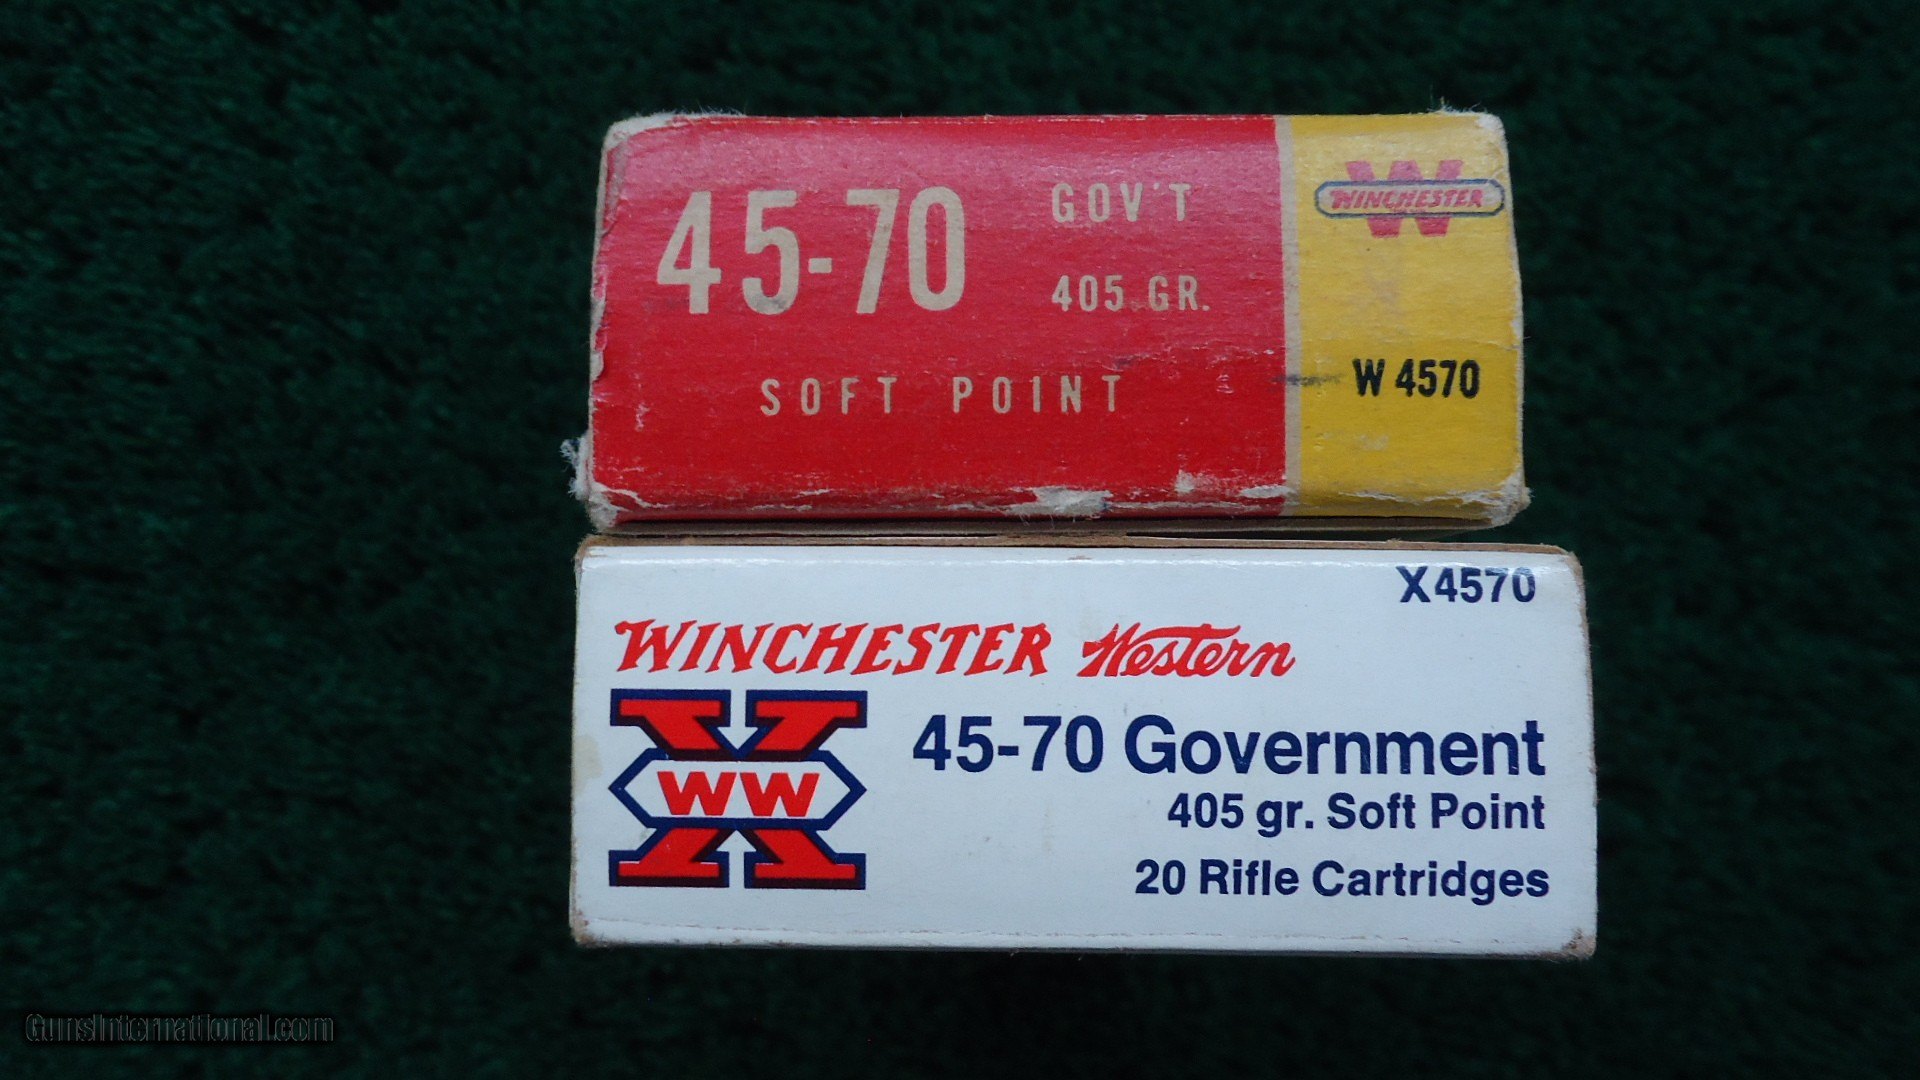 45-70 GOV'T
405 GR.
SOFT POINT
WINCHESTER
W 4570
X4570
WINCHESTER Western
WW
45-70 Government
405 gr. Soft Point
20 Rifle Cartridges
GunsInternational.com